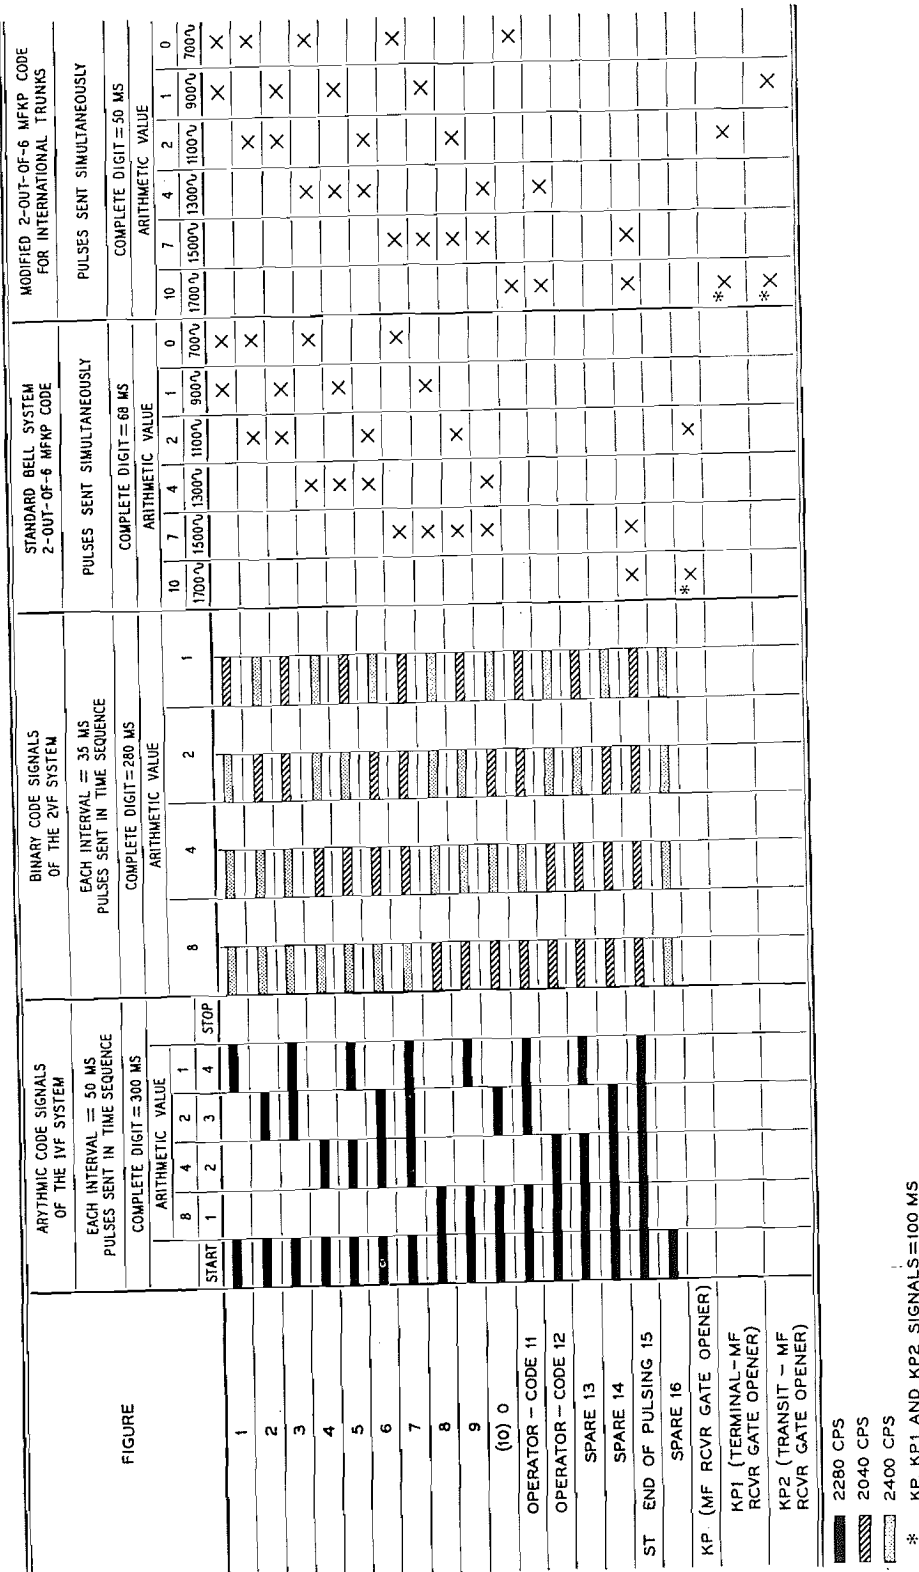 FIGURE
ARYTHMIC CODE SIGNALS
OF THE 1VF SYSTEM
EACH INTERVAL = 50 MS
PULSES SENT IN TIME SEQUENCE
COMPLETE DIGIT = 300 MS
ARITHMETIC VALUE
8 4 2 1
START 1 2 3 4 STOP
BINARY CODE SIGNALS
OF THE 2VF SYSTEM
EACH INTERVAL = 35 MS
PULSES SENT IN TIME SEQUENCE
COMPLETE DIGIT = 280 MS
ARITHMETIC VALUE
8 4 2 1
STANDARD BELL SYSTEM
2-OUT-OF-6 MFKP CODE
PULSES SENT SIMULTANEOUSLY
COMPLETE DIGIT = 68 MS
ARITHMETIC VALUE
10 7 4 2 1 0
1700∿ 1500∿ 1300∿ 1100∿ 900∿ 700∿
MODIFIED 2-OUT-OF-6 MFKP CODE
FOR INTERNATIONAL TRUNKS
PULSES SENT SIMULTANEOUSLY
COMPLETE DIGIT = 50 MS
ARITHMETIC VALUE
10 7 4 2 1 0
1700∿ 1500∿ 1300∿ 1100∿ 900∿ 700∿
1 X X X X
2 X X X X
3 X X X X
4 X X X X
5 X X X X
6 X X X X
7 X X X X
8 X X X X
9 X X X X
(10) 0 X X
OPERATOR - CODE 11 X X
OPERATOR - CODE 12
SPARE 13
SPARE 14 X X X X
ST END OF PULSING 15
SPARE 16 *X X
KP (MF RCVR GATE OPENER) *X X
KP1 (TERMINAL-MF
RCVR GATE OPENER) *X X
KP2 (TRANSIT - MF
RCVR GATE OPENER)
2280 CPS
2040 CPS
2400 CPS
* KP KP1 AND KP2 SIGNALS=100 MS